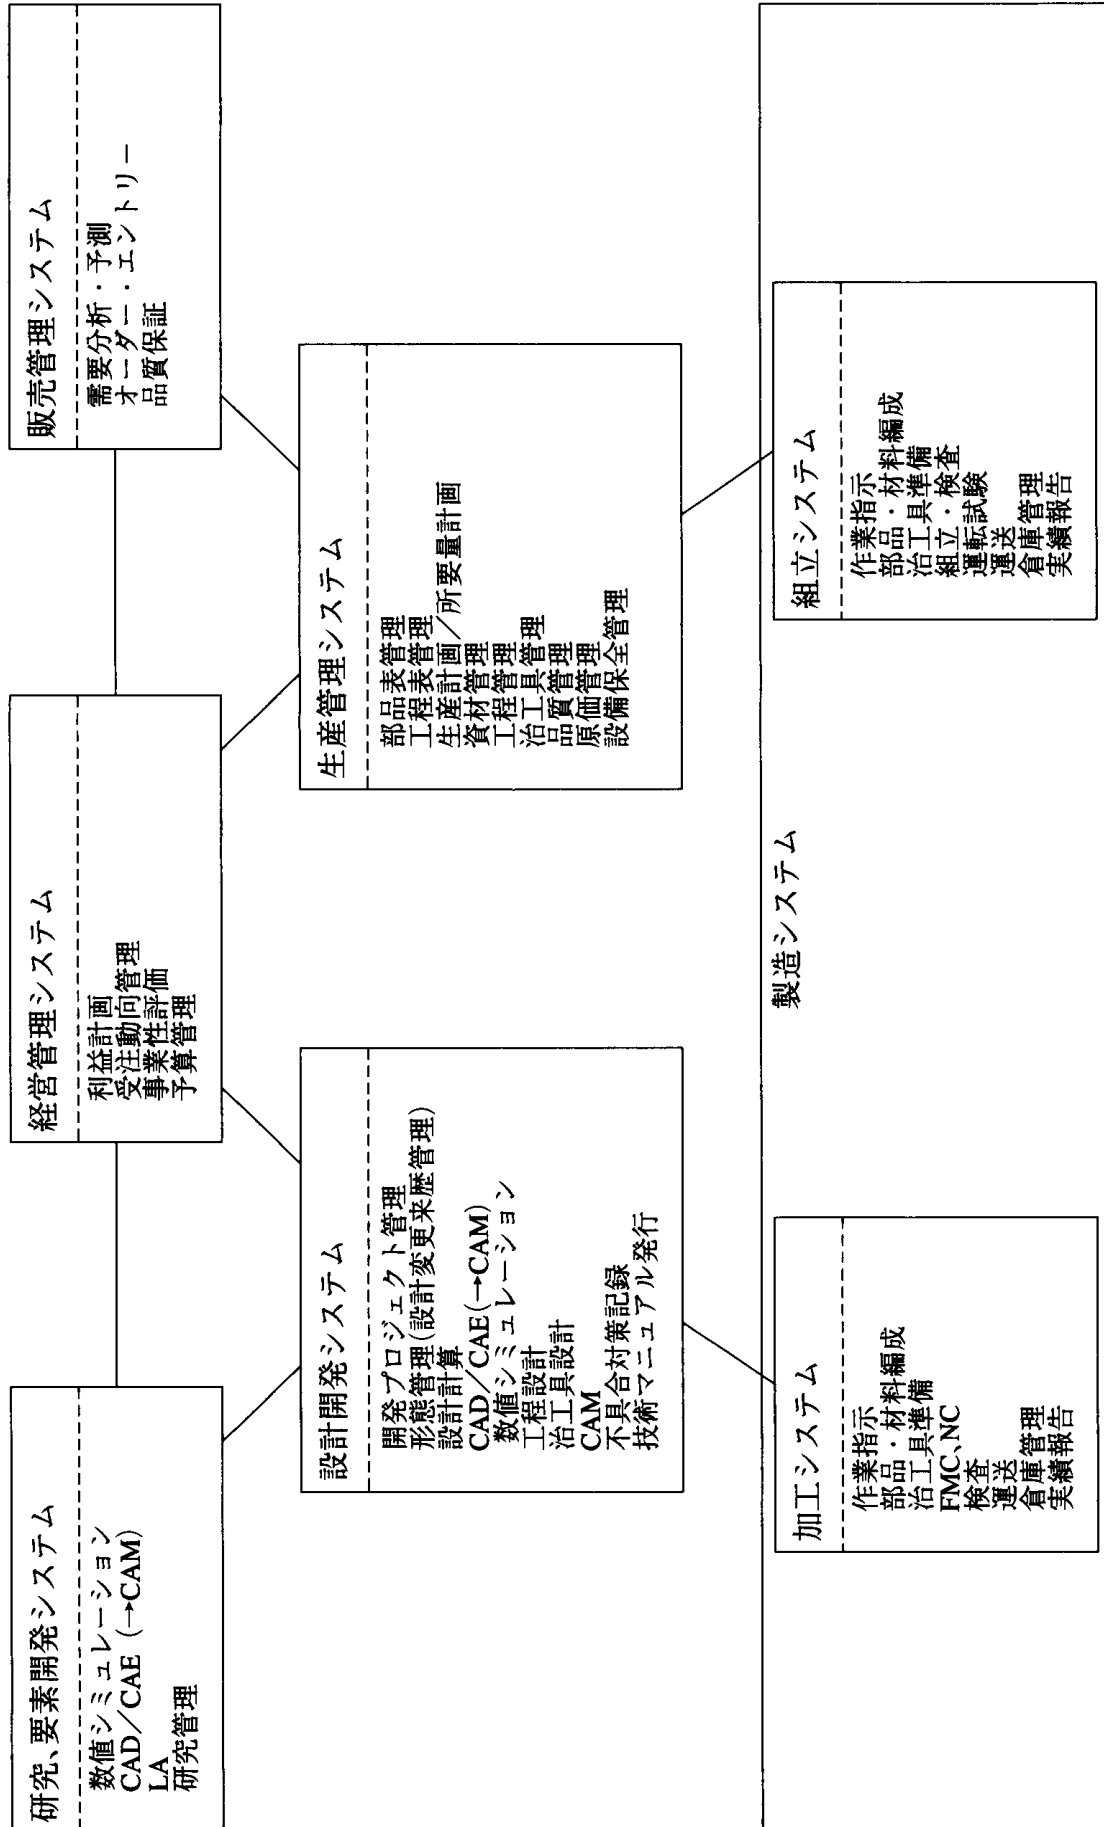 研究、要素開発システム
数値シミュレーション
CAD/CAE (→CAM)
LA
研究管理
経営管理システム
利益計画
受注動向管理
事業性評価
予算管理
販売管理システム
需要分析・予測
オーダー・エントリー
品質保証
設計開発システム
開発プロジェクト管理
形態管理(設計変更来歴管理)
設計計算
CAD/CAE(→CAM)
数値シミュレーション
工程設計
治工具設計
CAM
不具合対策記録
技術マニュアル発行
生産管理システム
部品表管理
工程表管理
生産計画/所要量計画
資材管理
工程管理
治工具管理
品質管理
原価管理
設備保全管理
製造システム
加工システム
作業指示
部品・材料編成
治工具準備
FMC、NC
検査
運送
倉庫管理
実績報告
組立システム
作業指示
部品・材料編成
治工具準備
組立・検査
運転試験
運送
倉庫管理
実績報告